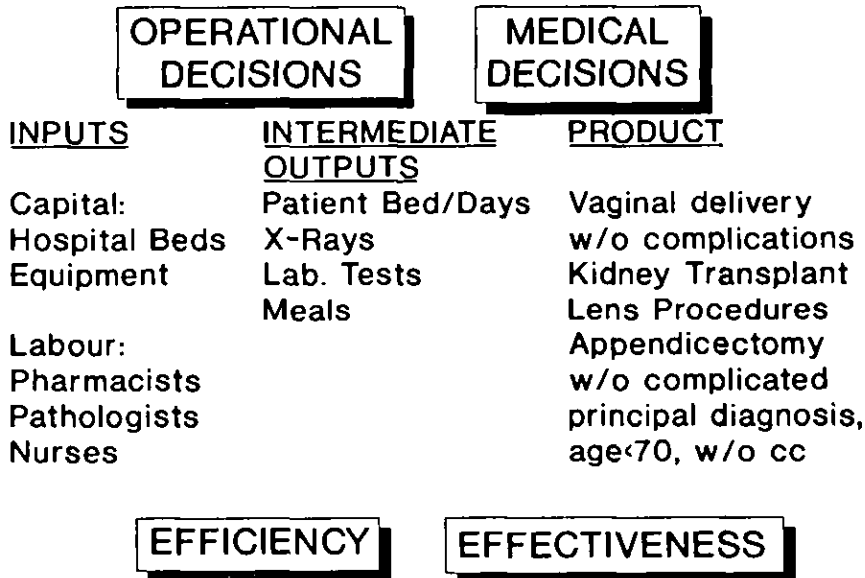 OPERATIONAL
DECISIONS
MEDICAL
DECISIONS
INPUTS
Capital:
Hospital Beds
Equipment
Labour:
Pharmacists
Pathologists
Nurses
INTERMEDIATE
OUTPUTS
Patient Bed/Days
X-Rays
Lab. Tests
Meals
PRODUCT
Vaginal delivery
w/o complications
Kidney Transplant
Lens Procedures
Appendicectomy
w/o complicated
principal diagnosis,
age<70, w/o cc
EFFICIENCY
EFFECTIVENESS